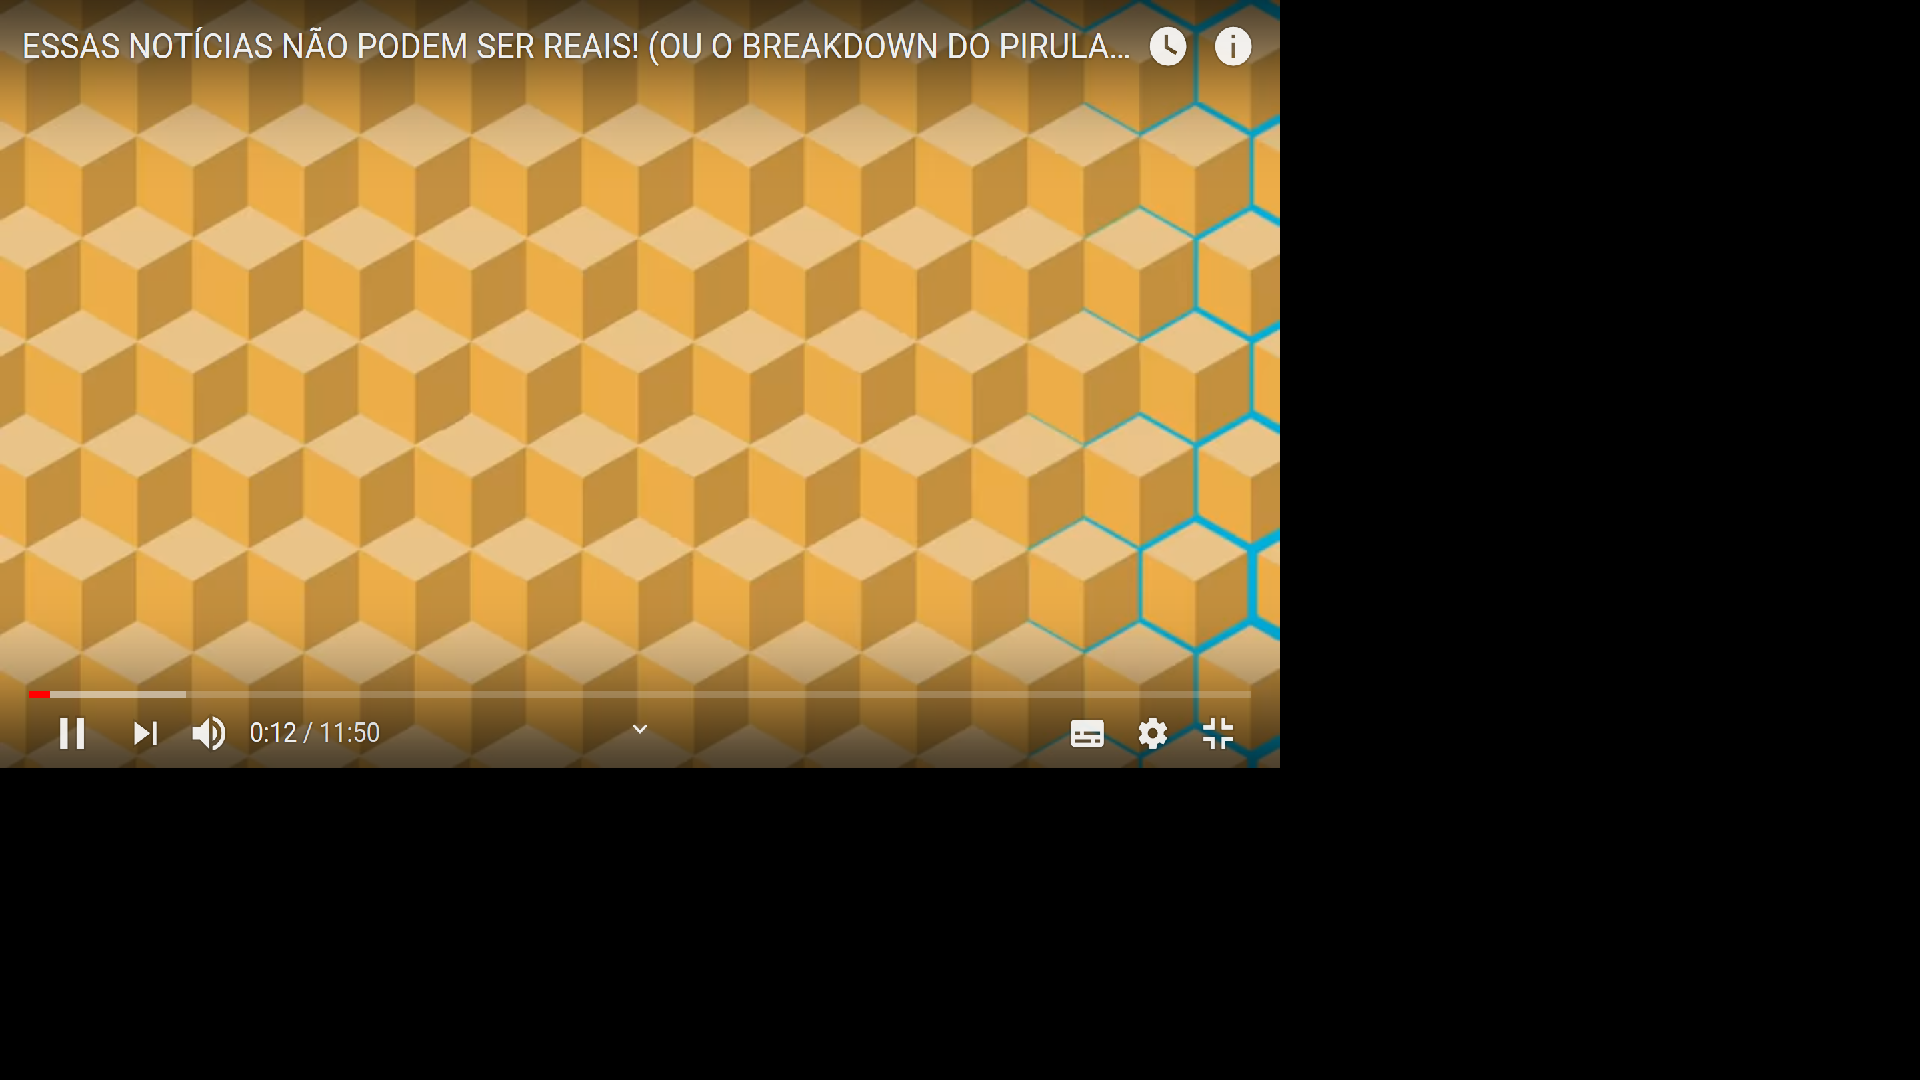 ESSAS NOTÍCIAS NÃO PODEM SER REAIS! (OU O BREAKDOWN DO PIRULA...
0:12 / 11:50